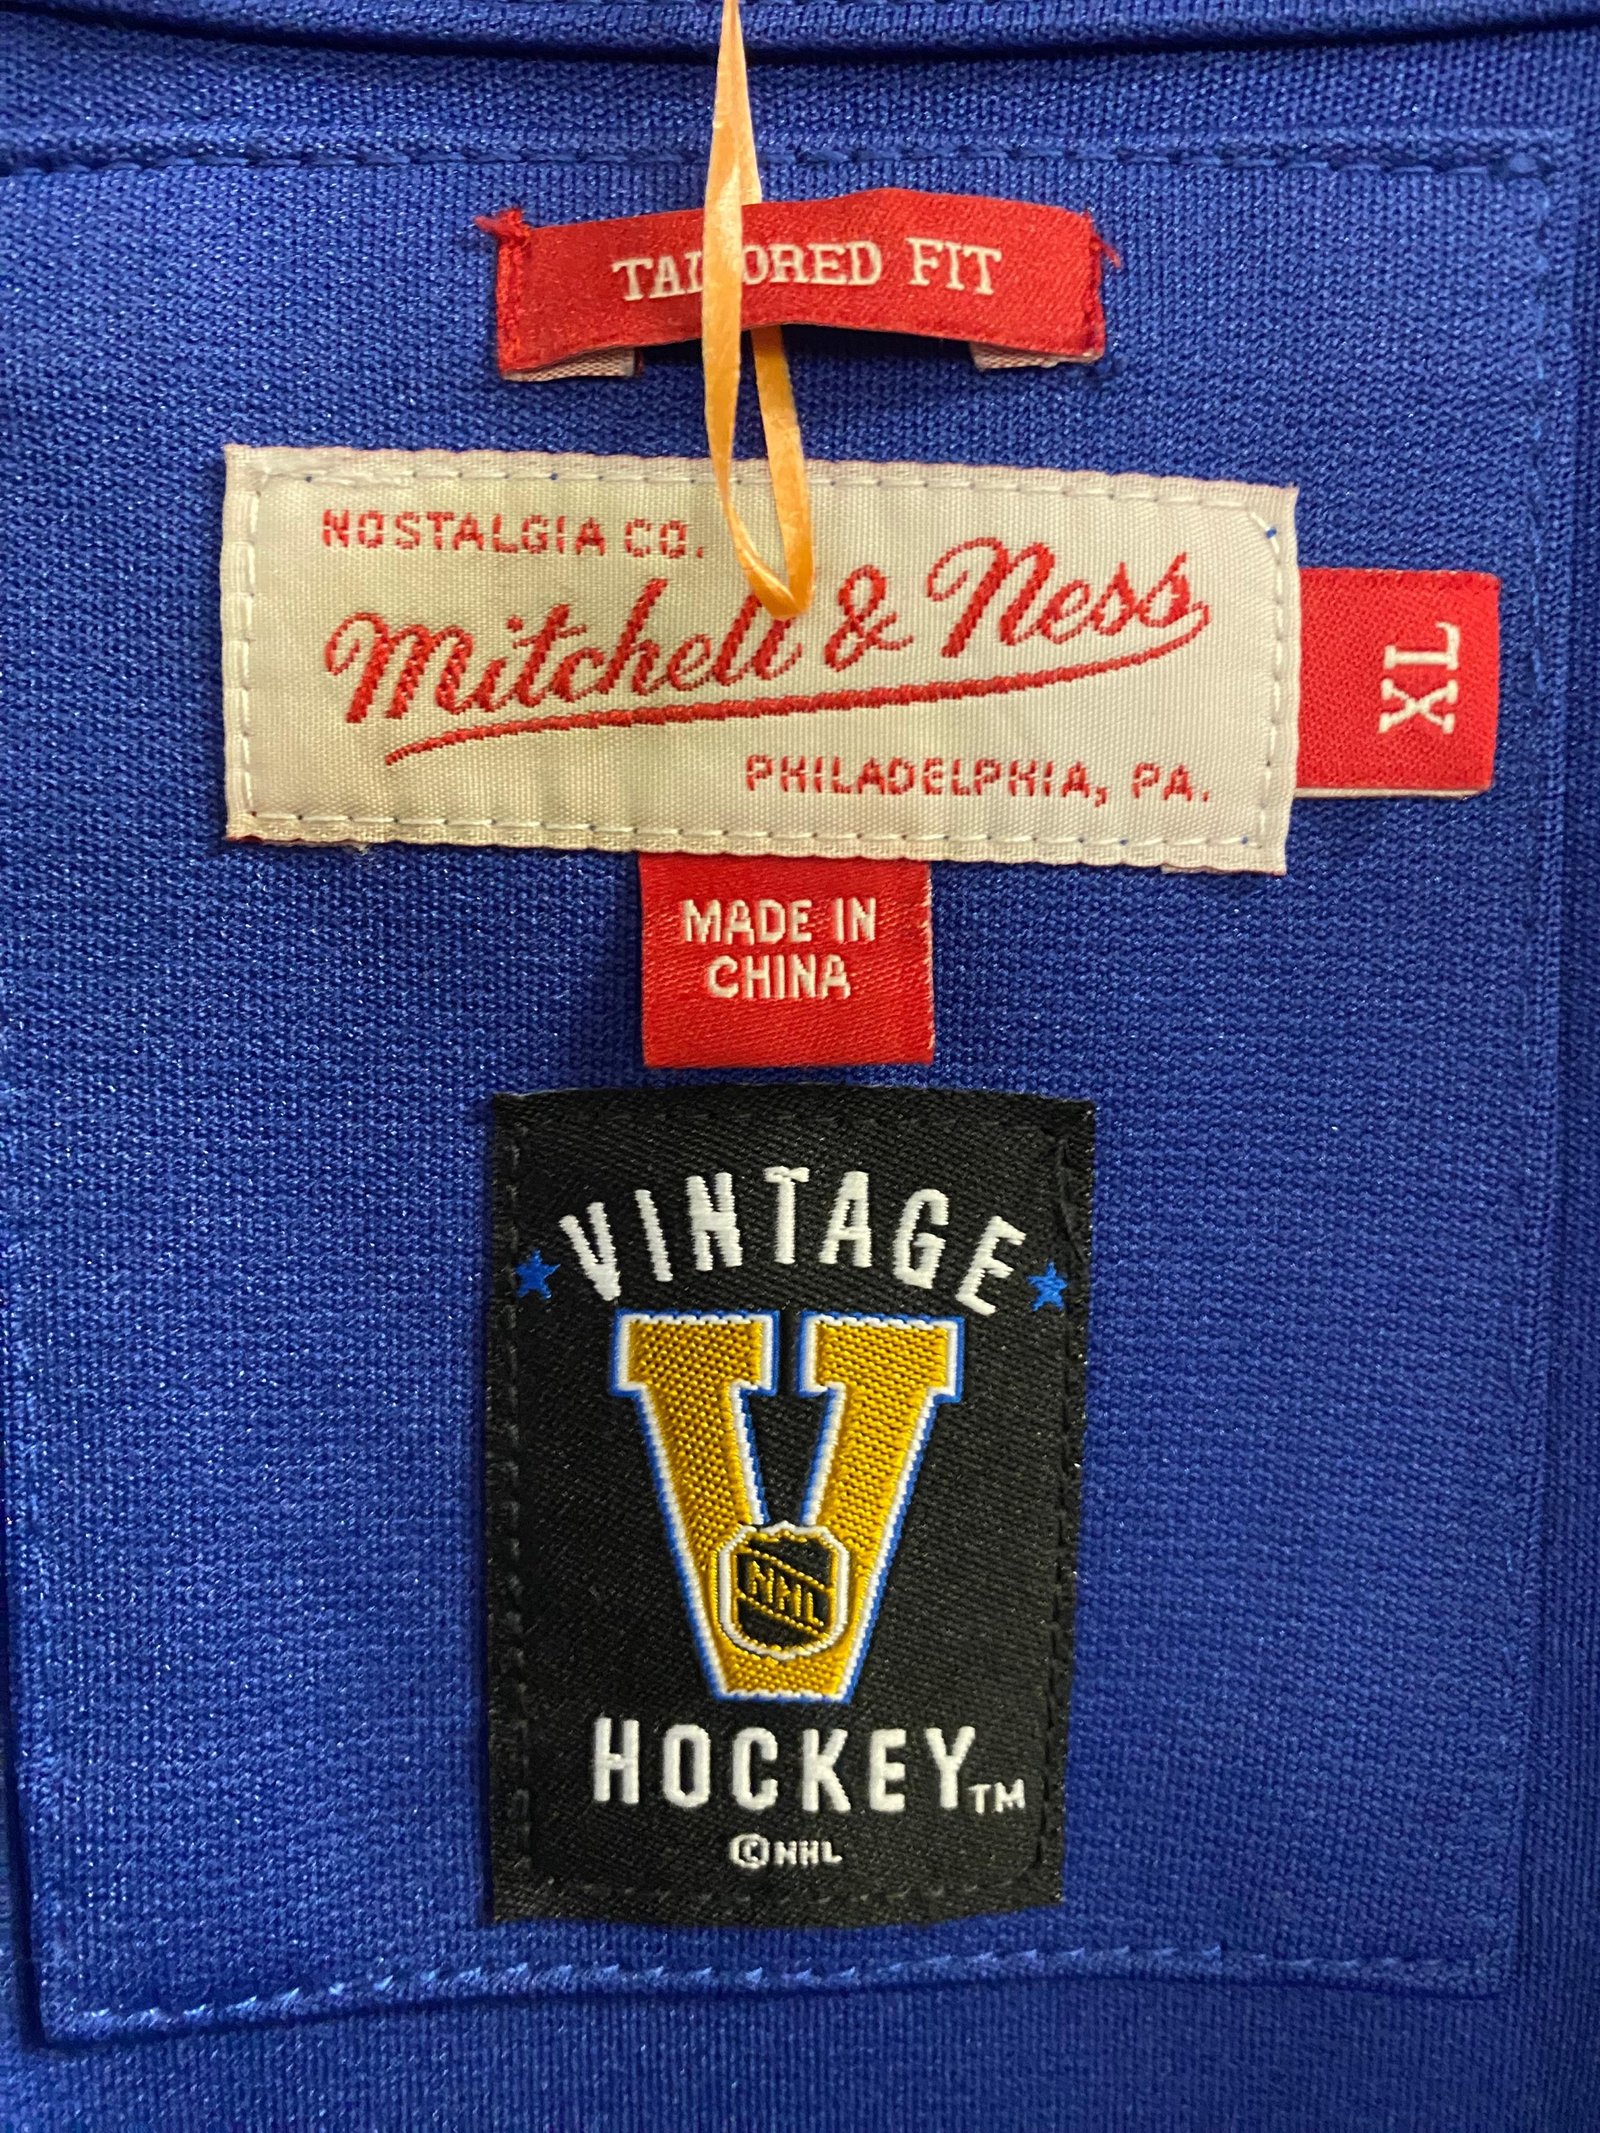 TAILORED FIT
NOSTALGIA CO.
Mitchell & Ness
PHILADELPHIA, PA.
XL
MADE IN
CHINA
VINTAGE
V
NHL
HOCKEY TM
© NHL